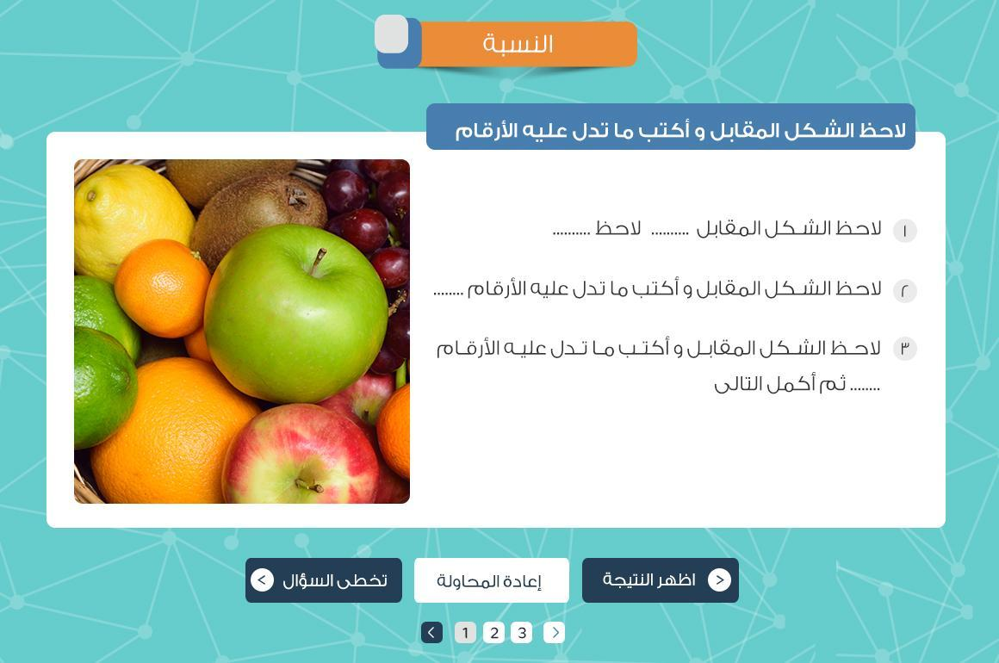 النسبة
لاحظ الشكل المقابل و أكتب ما تدل عليه الأرقام
١ لاحظ الشكل المقابل .......... لاحظ ..........
٢ لاحظ الشكل المقابل و أكتب ما تدل عليه الأرقام ........
٣ لاحظ الشكل المقابل و أكتب ما تدل عليه الأرقام
........ ثم أكمل التالى
اظهر النتيجة
إعادة المحاولة
تخطى السؤال
1 2 3